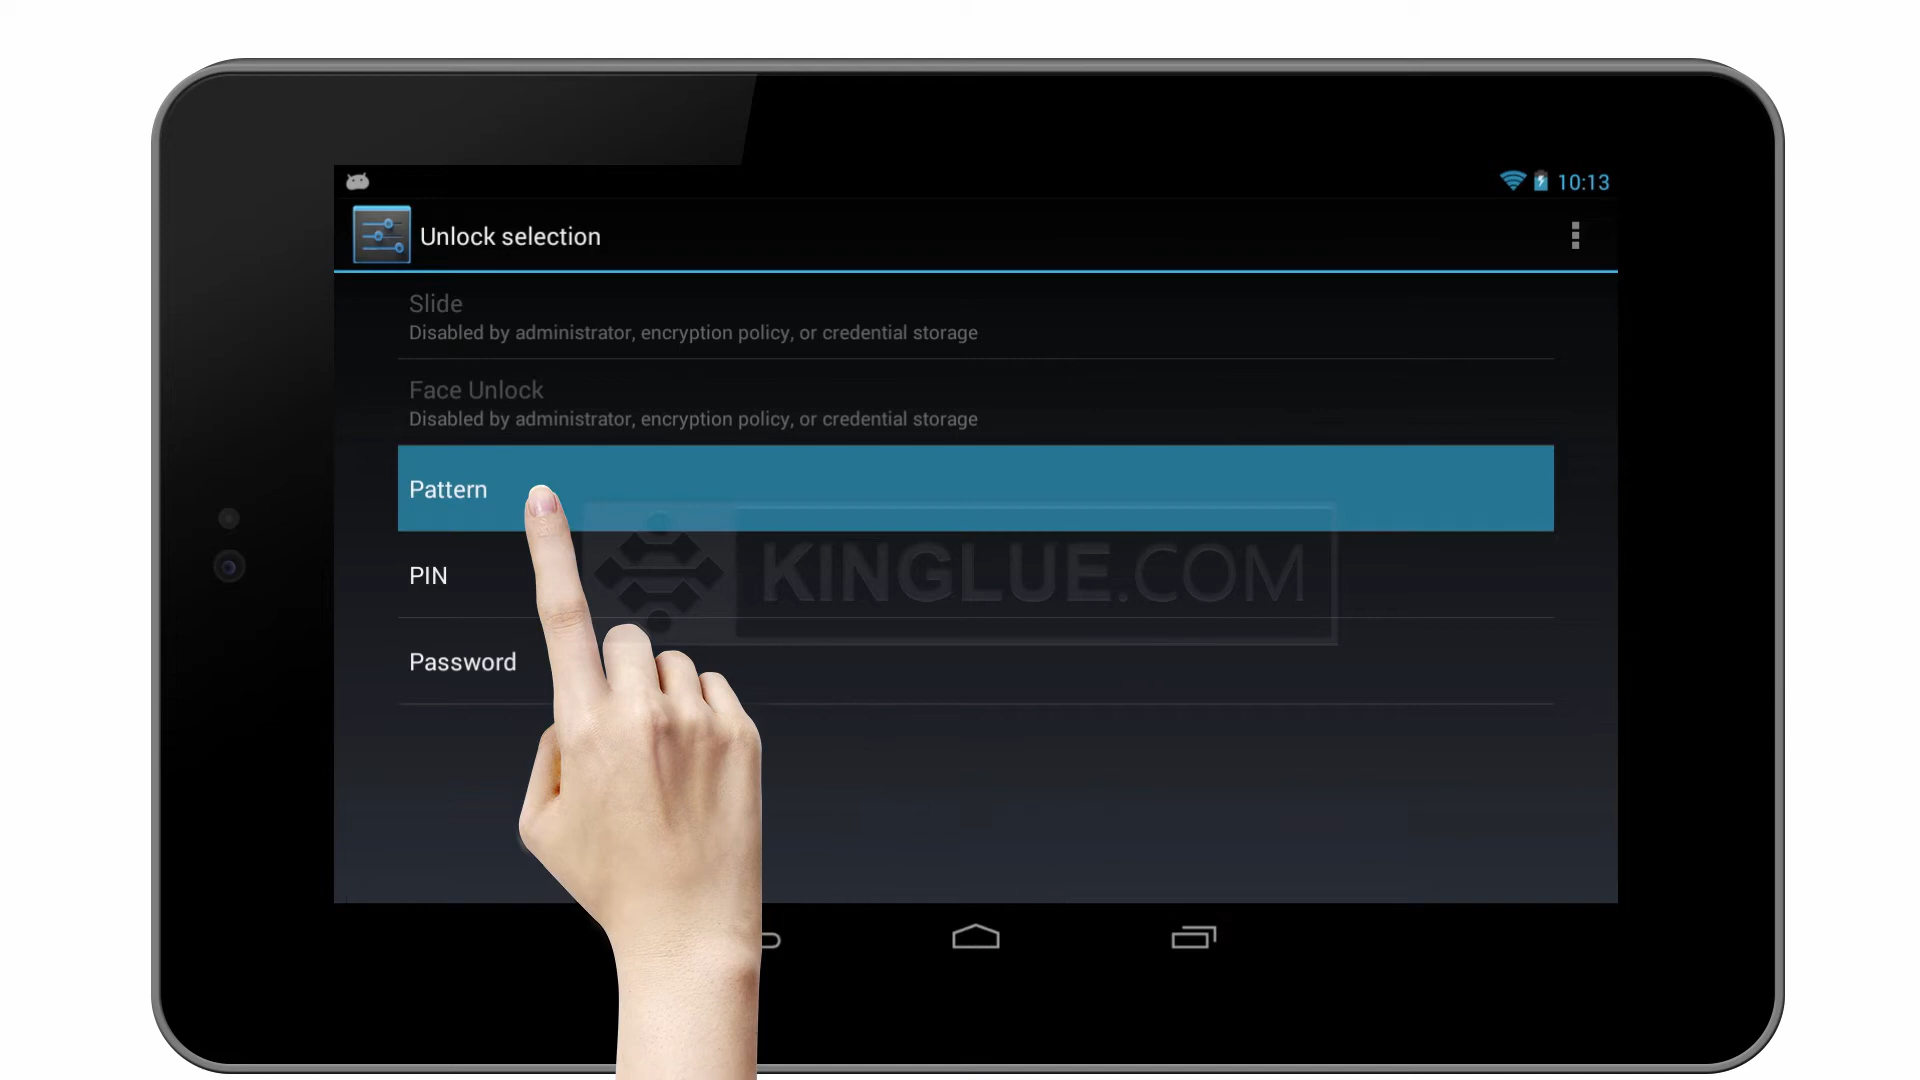 10:13
Unlock selection
Slide
Disabled by administrator, encryption policy, or credential storage
Face Unlock
Disabled by administrator, encryption policy, or credential storage
Pattern
PIN
KINGLUE.COM
Password